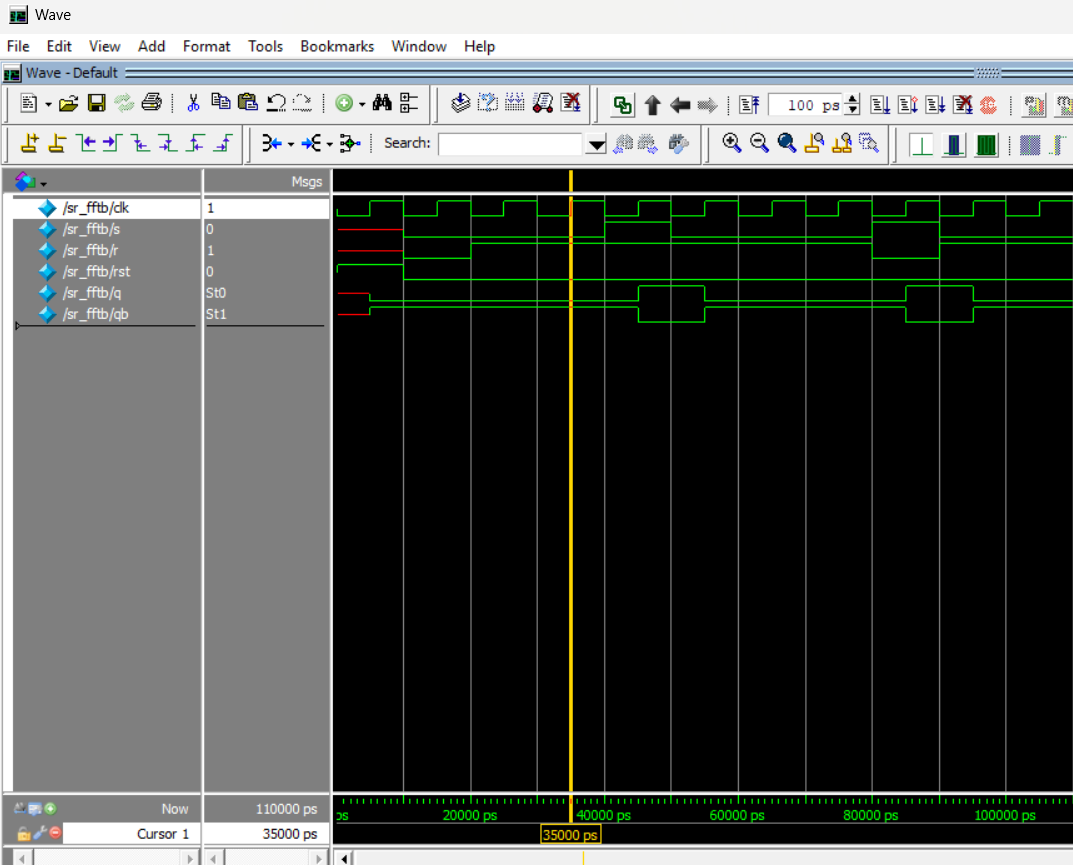 Wave
File Edit View Add Format Tools Bookmarks Window Help
Wave - Default
100 ps
Search:
Msgs
/sr_fftb/clk 1
/sr_fftb/s 0
/sr_fftb/r 1
/sr_fftb/rst 0
/sr_fftb/q St0
/sr_fftb/qb St1
Now 110000 ps
ps 20000 ps 40000 ps 60000 ps 80000 ps 100000 ps
Cursor 1 35000 ps
35000 ps